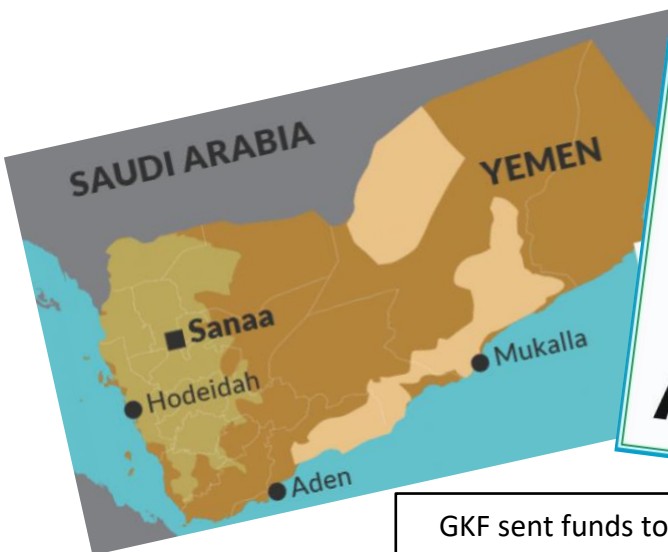 SAUDI ARABIA
YEMEN
Sanaa
Mukalla
Hodeidah
Aden
GKF sent funds to